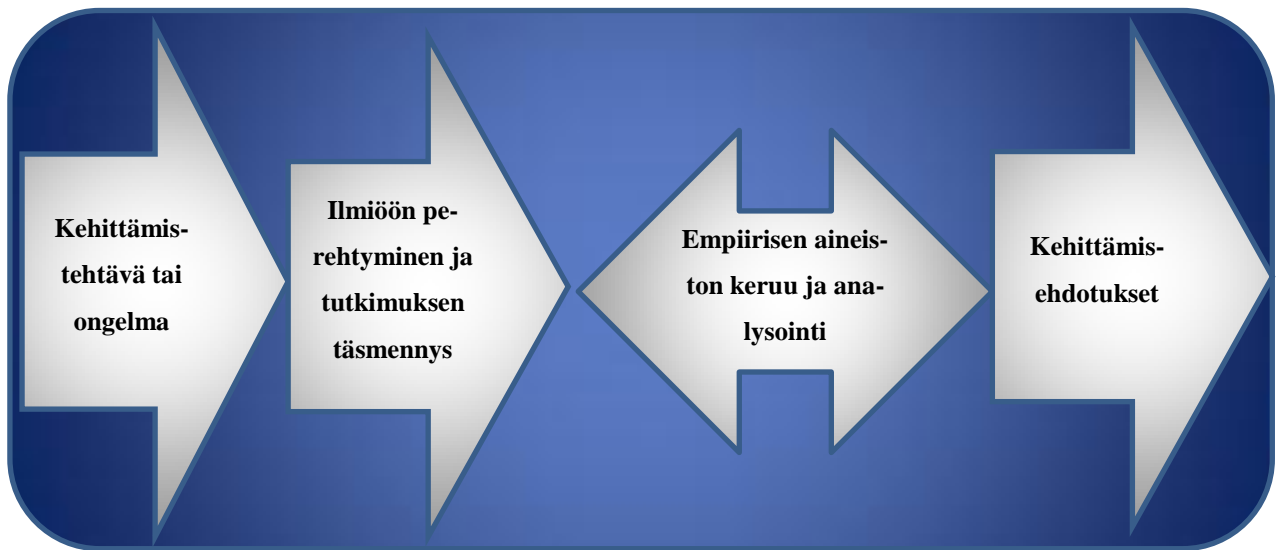 Kehittämis-
tehtävä tai
ongelma
Ilmiöön pe-
rehtyminen ja
tutkimuksen
täsmennys
Empiirisen aineis-
ton keruu ja ana-
lysointi
Kehittämis-
ehdotukset